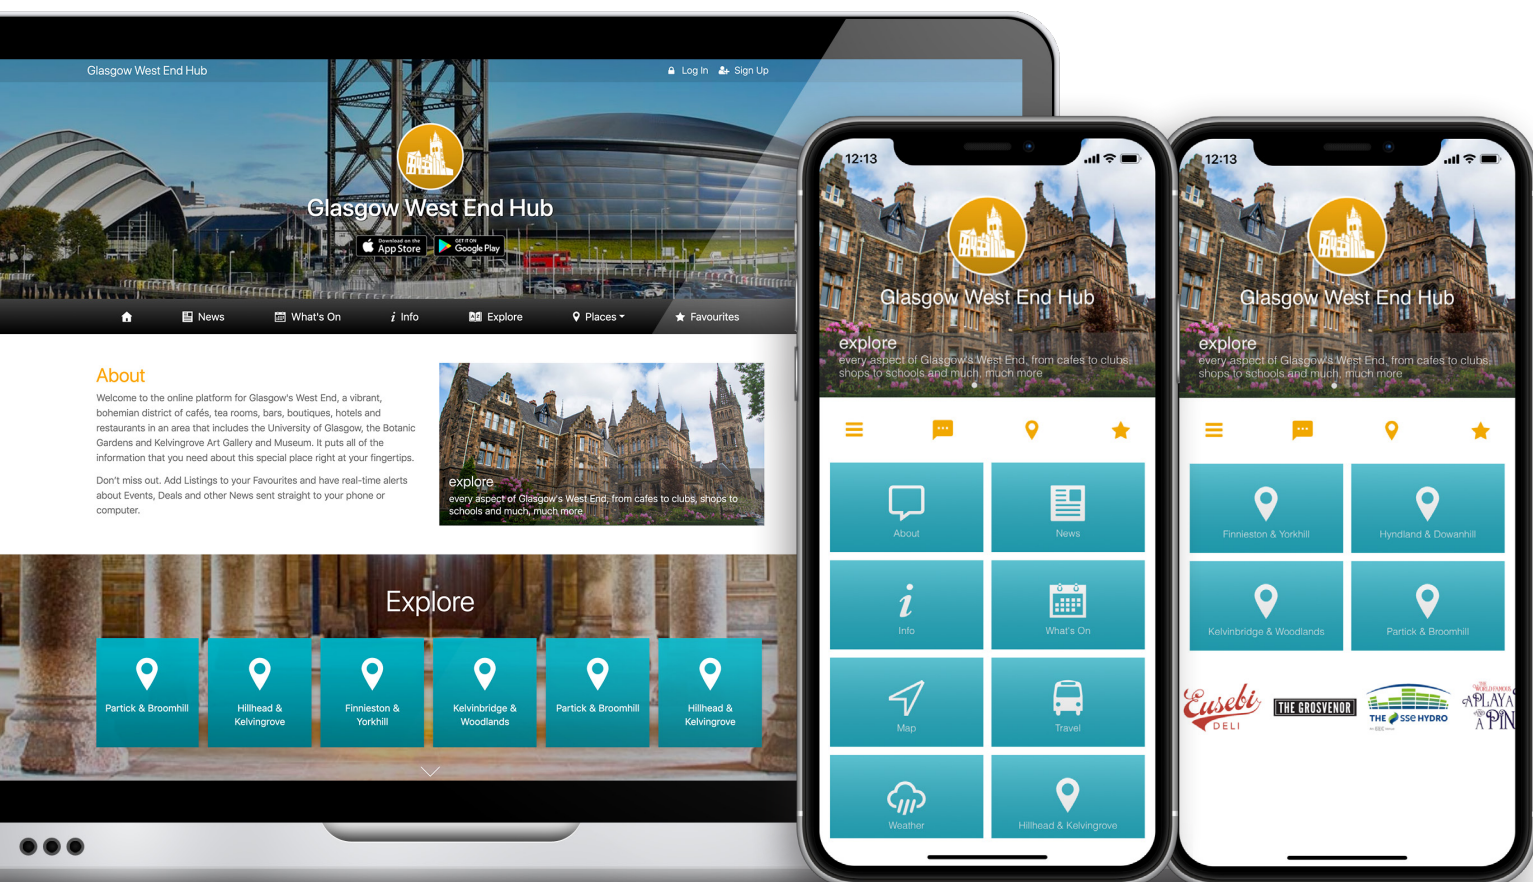 Glasgow West End Hub
Log In
Sign Up
Glasgow West End Hub
Download on the
App Store
GET IT ON
Google Play
News
What's On
i Info
Explore
Places
Favourites
About
Welcome to the online platform for Glasgow's West End, a vibrant,
bohemian district of cafés, tea rooms, bars, boutiques, hotels and
restaurants in an area that includes the University of Glasgow, the Botanic
Gardens and Kelvingrove Art Gallery and Museum. It puts all of the
information that you need about this special place right at your fingertips.
Don't miss out. Add Listings to your Favourites and have real-time alerts
about Events, Deals and other News sent straight to your phone or
computer.
explore
every aspect of Glasgow's West End, from cafes to clubs, shops to
schools and much, much more
Explore
Partick & Broomhill
Hillhead &
Kelvingrove
Finnieston &
Yorkhill
Kelvinbridge &
Woodlands
Partick & Broomhill
Hillhead &
Kelvingrove
12:13
Glasgow West End Hub
explore
every aspect of Glasgow's West End, from cafes to clubs,
shops to schools and much, much more
About
News
i
Info
What's On
Map
Travel
Weather
Hillhead & Kelvingrove
12:13
Glasgow West End Hub
explore
every aspect of Glasgow's West End, from cafes to clubs,
shops to schools and much, much more
Finnieston & Yorkhill
Hyndland & Dowanhill
Kelvinbridge & Woodlands
Partick & Broomhill
Eusebi
DELI
THE GROSVENOR
THE sse HYDRO
THE
WORLD FAMOUS
A PLAY A
A PIN